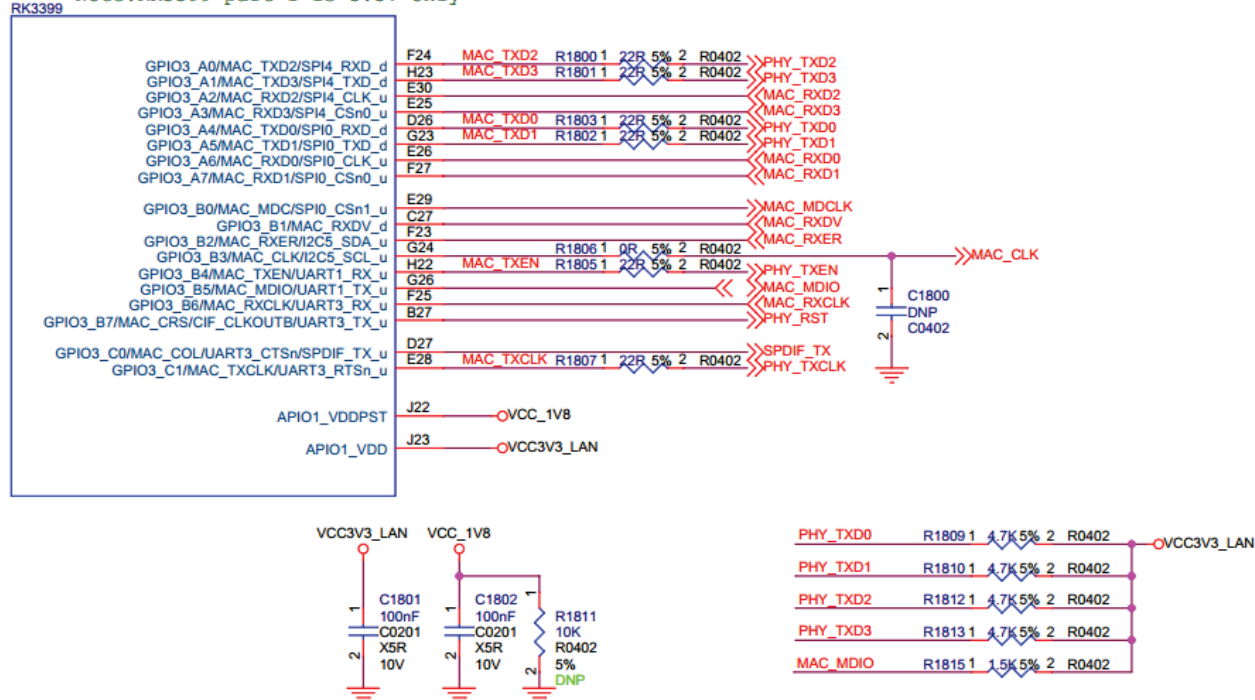 RK3399
GPIO3_A0/MAC_TXD2/SPI4_RXD_d F24 MAC_TXD2 R1800 1 22R 5% 2 R0402 PHY_TXD2
GPIO3_A1/MAC_TXD3/SPI4_TXD_d H23 MAC_TXD3 R1801 1 22R 5% 2 R0402 PHY_TXD3
GPIO3_A2/MAC_RXD2/SPI4_CLK_u E30 MAC_RXD2
GPIO3_A3/MAC_RXD3/SPI4_CSn0_u E25 MAC_RXD3
GPIO3_A4/MAC_TXD0/SPI0_RXD_d D26 MAC_TXD0 R1803 1 22R 5% 2 R0402 PHY_TXD0
GPIO3_A5/MAC_TXD1/SPI0_TXD_d G23 MAC_TXD1 R1802 1 22R 5% 2 R0402 PHY_TXD1
GPIO3_A6/MAC_RXD0/SPI0_CLK_u E26 MAC_RXD0
GPIO3_A7/MAC_RXD1/SPI0_CSn0_u F27 MAC_RXD1
GPIO3_B0/MAC_MDC/SPI0_CSn1_u E29 MAC_MDCLK
GPIO3_B1/MAC_RXDV_d C27 MAC_RXDV
GPIO3_B2/MAC_RXER/I2C5_SDA_u F23 MAC_RXER
GPIO3_B3/MAC_CLK/I2C5_SCL_u G24 R1806 1 0R 5% 2 R0402 MAC_CLK
GPIO3_B4/MAC_TXEN/UART1_RX_u H22 MAC_TXEN R1805 1 22R 5% 2 R0402 PHY_TXEN
GPIO3_B5/MAC_MDIO/UART1_TX_u G26 MAC_MDIO
GPIO3_B6/MAC_RXCLK/UART3_RX_u F25 MAC_RXCLK
GPIO3_B7/MAC_CRS/CIF_CLKOUTB/UART3_TX_u B27 PHY_RST
1 C1800
DNP
2 C0402
GPIO3_C0/MAC_COL/UART3_CTSn/SPDIF_TX_u D27 SPDIF_TX
GPIO3_C1/MAC_TXCLK/UART3_RTSn_u E28 MAC_TXCLK R1807 1 22R 5% 2 R0402 PHY_TXCLK
APIO1_VDDPST J22 VCC_1V8
APIO1_VDD J23 VCC3V3_LAN
VCC3V3_LAN VCC_1V8
1 C1801
100nF
C0201
X5R
2 10V
1 C1802
100nF
C0201
X5R
2 10V
1 R1811
10K
R0402
5%
2 DNP
PHY_TXD0 R1809 1 4.7K 5% 2 R0402 VCC3V3_LAN
PHY_TXD1 R1810 1 4.7K 5% 2 R0402
PHY_TXD2 R1812 1 4.7K 5% 2 R0402
PHY_TXD3 R1813 1 4.7K 5% 2 R0402
MAC_MDIO R1815 1 1.5K 5% 2 R0402